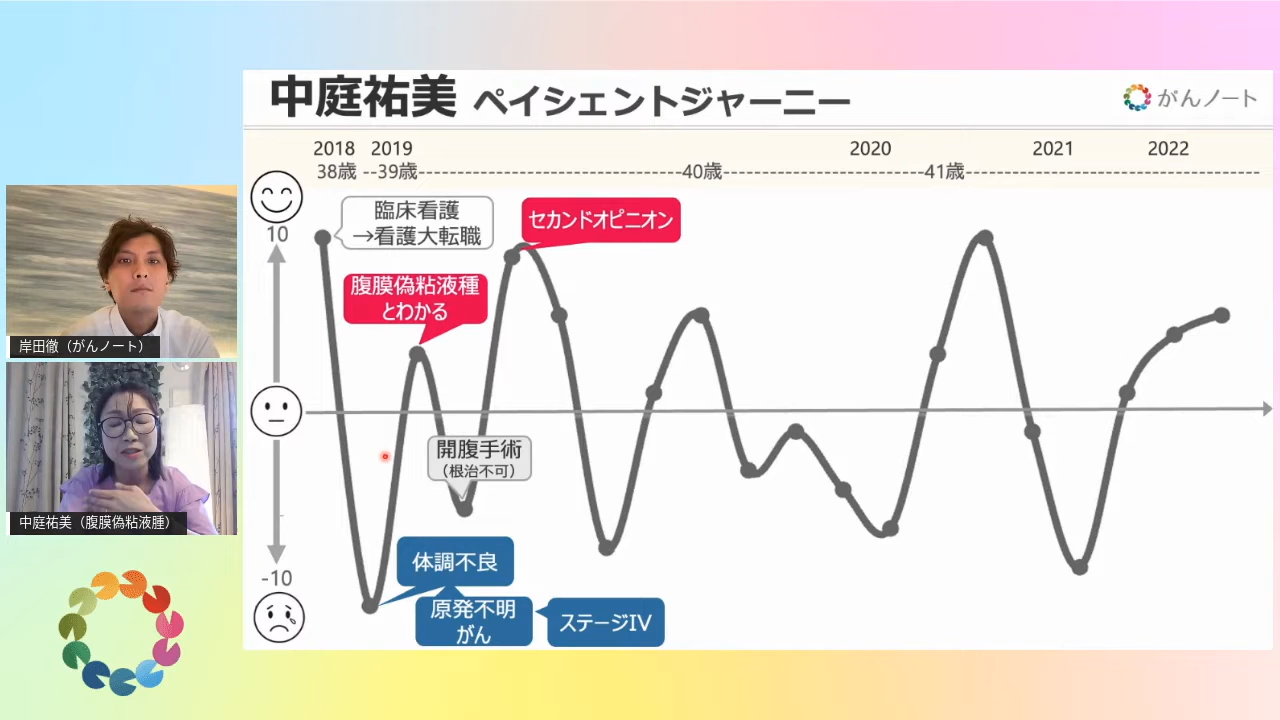 中庭祐美 ペイシェントジャーニー
がんノート
2018 2019 2020 2021 2022
38歳 --39歳-----------------------------40歳----------------------41歳---------------------------------
10
臨床看護
→看護大転職
セカンドオピニオン
腹膜偽粘液種
とわかる
岸田徹（がんノート）
開腹手術
（根治不可）
中庭祐美（腹膜偽粘液腫）
体調不良
-10
原発不明
がん
ステージIV